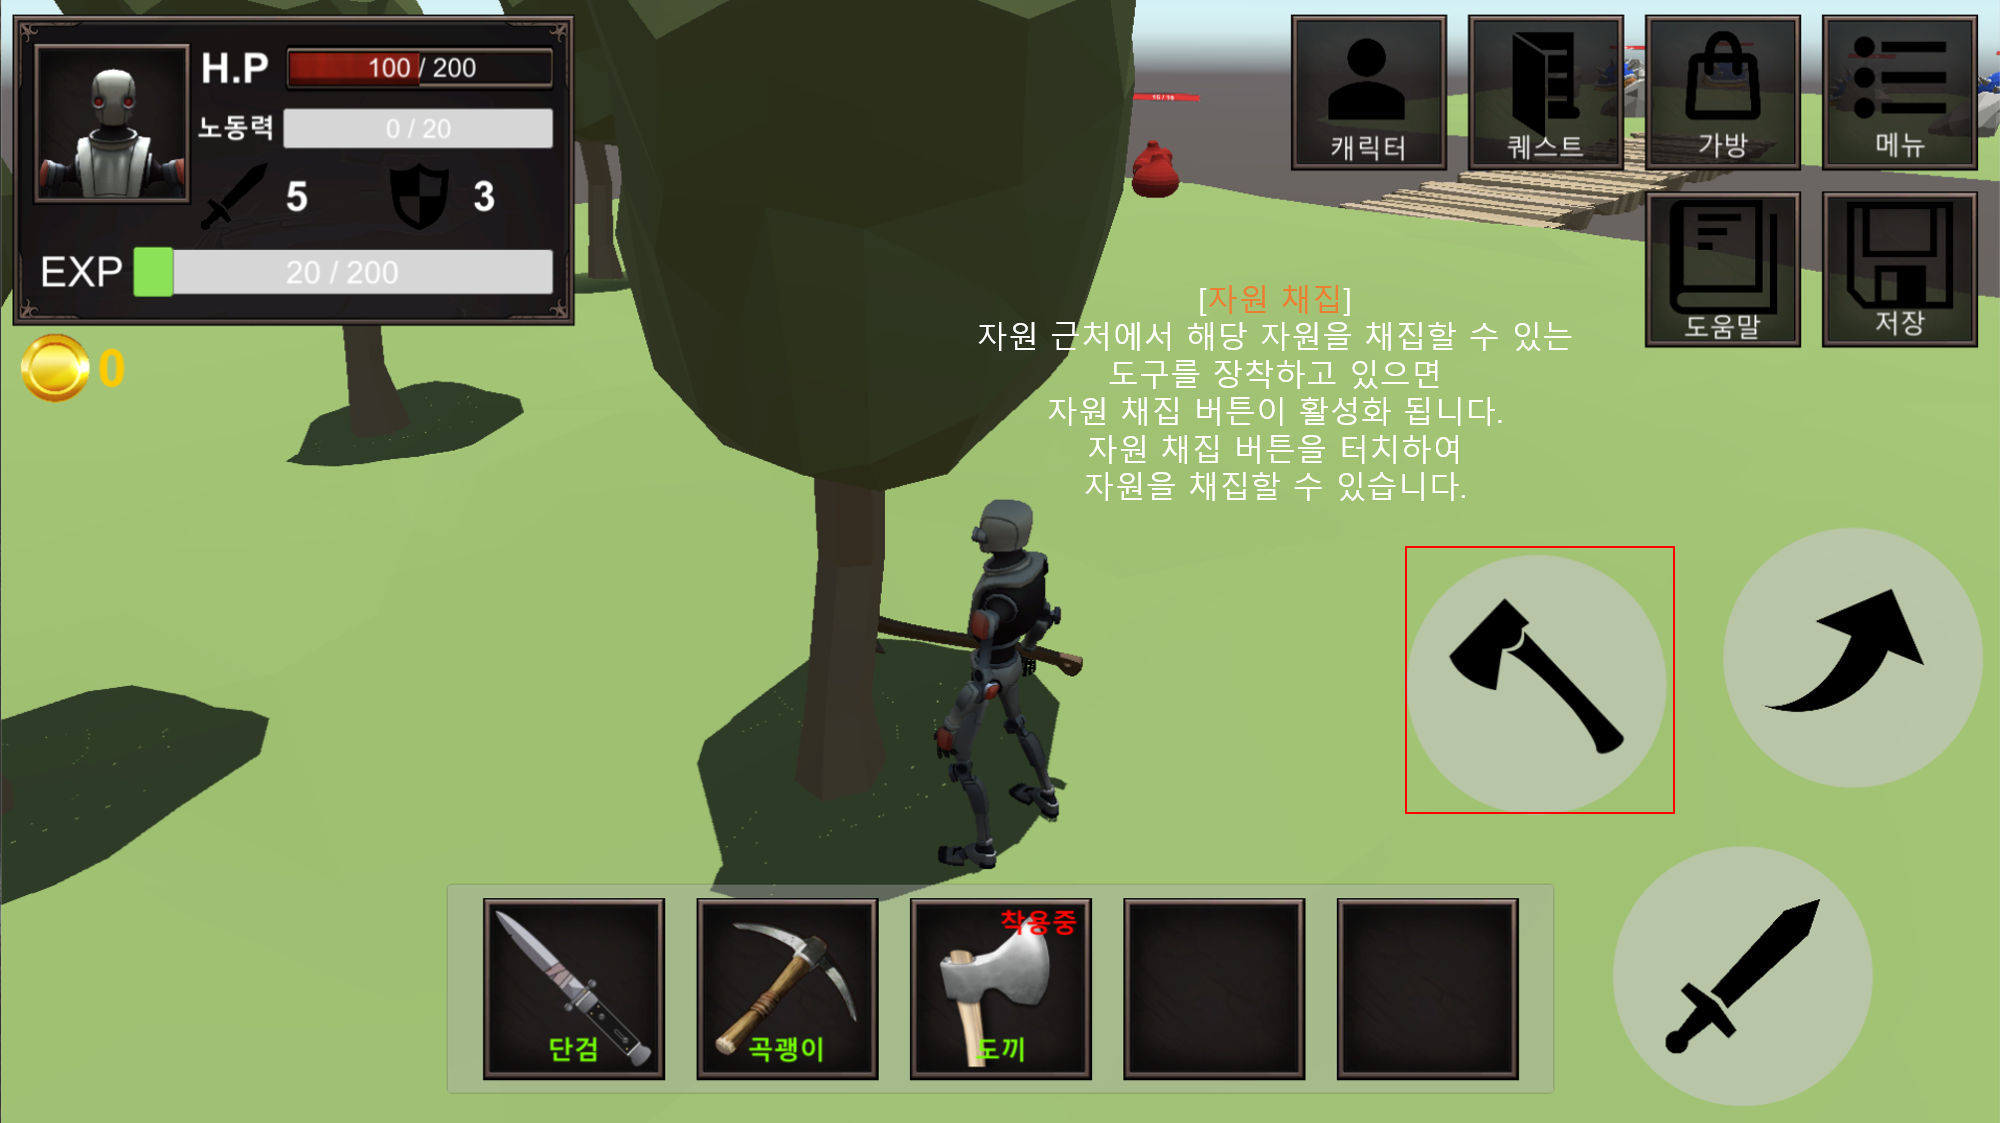 H.P 100 / 200
노동력 0 / 20
5 3
EXP 20 / 200
0
15 / 15
캐릭터
퀘스트
가방
메뉴
도움말
저장
[자원 채집]
자원 근처에서 해당 자원을 채집할 수 있는
도구를 장착하고 있으면
자원 채집 버튼이 활성화 됩니다.
자원 채집 버튼을 터치하여
자원을 채집할 수 있습니다.
착용중
단검
곡괭이
도끼